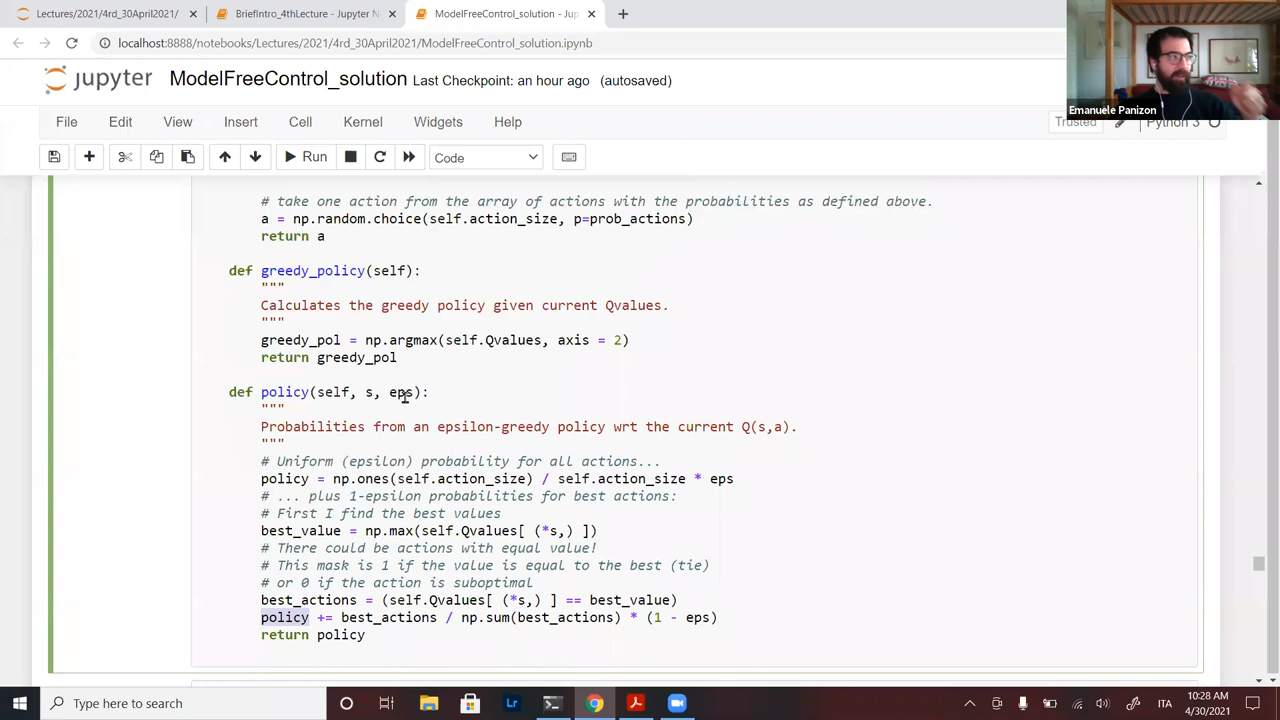 Lectures/2021/4rd_30April2021/
BriefIntro_4thLecture - Jupyter N
ModelFreeControl_solution - Jup
localhost:8888/notebooks/Lectures/2021/4rd_30April2021/ModelFreeControl_solution.ipynb
Emanuele Panizon
jupyter ModelFreeControl_solution Last Checkpoint: an hour ago (autosaved)
File Edit View Insert Cell Kernel Widgets Help
Trusted Python 3
Run Code
# take one action from the array of actions with the probabilities as defined above.
a = np.random.choice(self.action_size, p=prob_actions)
return a
def greedy_policy(self):
"""
Calculates the greedy policy given current Qvalues.
"""
greedy_pol = np.argmax(self.Qvalues, axis = 2)
return greedy_pol
def policy(self, s, eps):
"""
Probabilities from an epsilon-greedy policy wrt the current Q(s,a).
"""
# Uniform (epsilon) probability for all actions...
policy = np.ones(self.action_size) / self.action_size * eps
# ... plus 1-epsilon probabilities for best actions:
# First I find the best values
best_value = np.max(self.Qvalues[ (*s,) ])
# There could be actions with equal value!
# This mask is 1 if the value is equal to the best (tie)
# or 0 if the action is suboptimal
best_actions = (self.Qvalues[ (*s,) ] == best_value)
policy += best_actions / np.sum(best_actions) * (1 - eps)
return policy
Type here to search
Lr
ITA
10:28 AM
4/30/2021